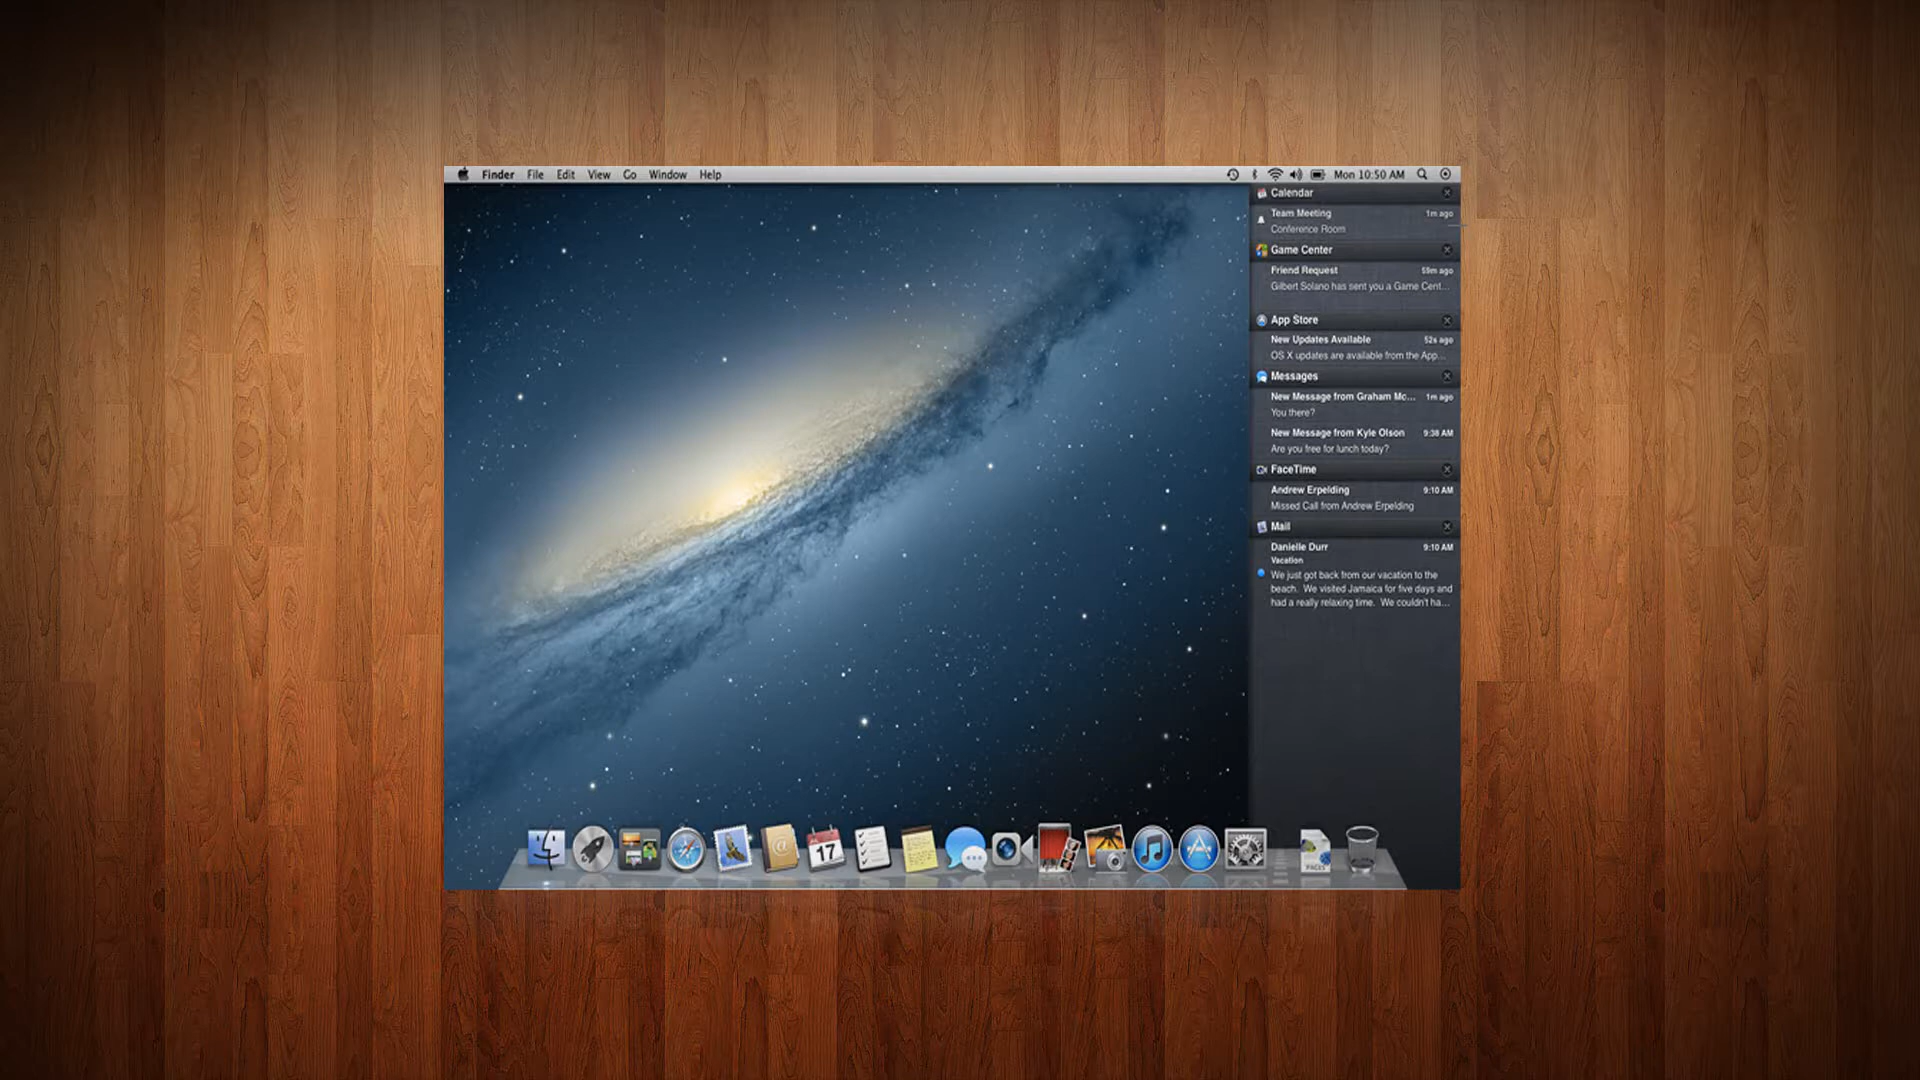 Finder File Edit View Go Window Help Mon 10:50 AM
Calendar
Team Meeting 1m ago
Conference Room
Game Center
Friend Request 59m ago
Gilbert Solano has sent you a Game Cent...
App Store
New Updates Available 52s ago
OS X updates are available from the App...
Messages
New Message from Graham Mc... 1m ago
You there?
New Message from Kyle Olson 9:38 AM
Are you free for lunch today?
FaceTime
Andrew Erpelding 9:10 AM
Missed Call from Andrew Erpelding
Mail
Danielle Durr 9:10 AM
Vacation
We just got back from our vacation to the
beach. We visited Jamaica for five days and
had a really relaxing time. We couldn't ha...
@
17
PAGES